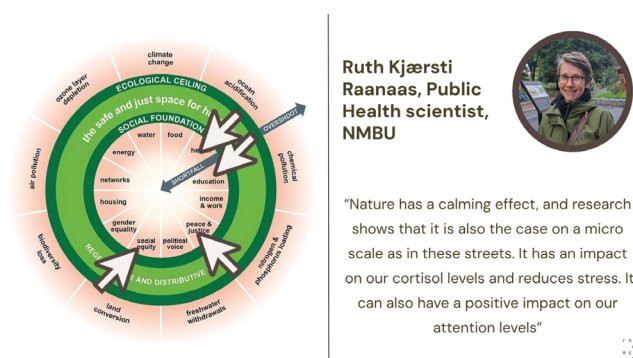 climate
change
ozone layer
depletion
ocean
acidification
ECOLOGICAL CEILING
the safe and just space for
OVERSHOOT
SOCIAL FOUNDATION
water
food
energy
SHORTFALL
air pollution
chemical
pollution
networks
education
housing
income
& work
gender
equality
peace &
justice
social
equity
political
voice
biodiversity
loss
nitrogen &
phosphorus loading
AND DISTRIBUTIVE
land
conversion
freshwater
withdrawals
Ruth Kjærsti
Raanaas, Public
Health scientist,
NMBU
“Nature has a calming effect, and research
shows that it is also the case on a micro
scale as in these streets. It has an impact
on our cortisol levels and reduces stress. It
can also have a positive impact on our
attention levels”